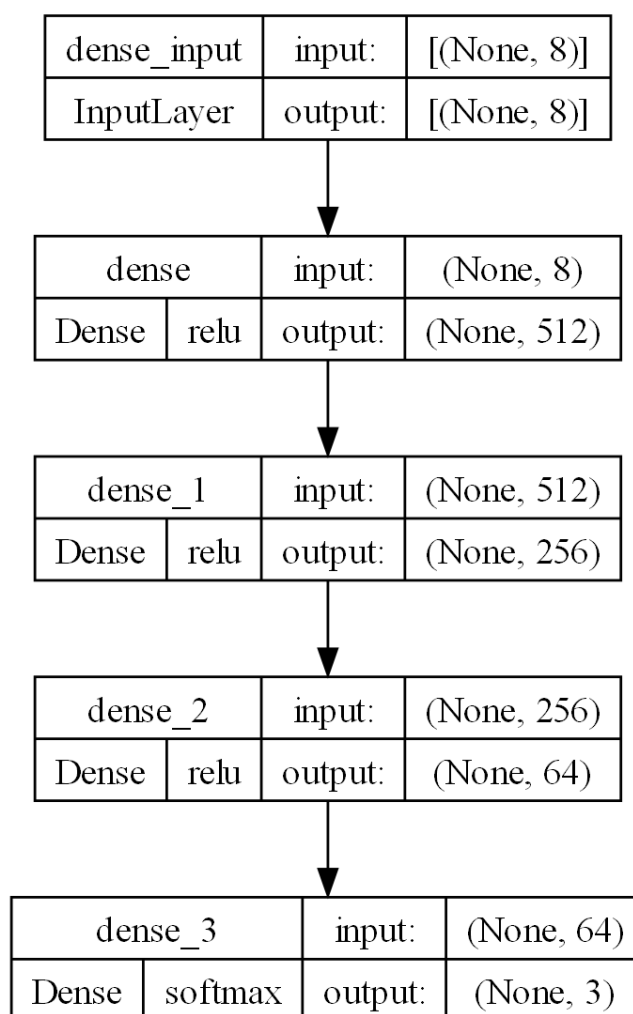 dense_input input: [(None, 8)]
InputLayer output: [(None, 8)]
dense input: (None, 8)
Dense relu output: (None, 512)
dense_1 input: (None, 512)
Dense relu output: (None, 256)
dense_2 input: (None, 256)
Dense relu output: (None, 64)
dense_3 input: (None, 64)
Dense softmax output: (None, 3)